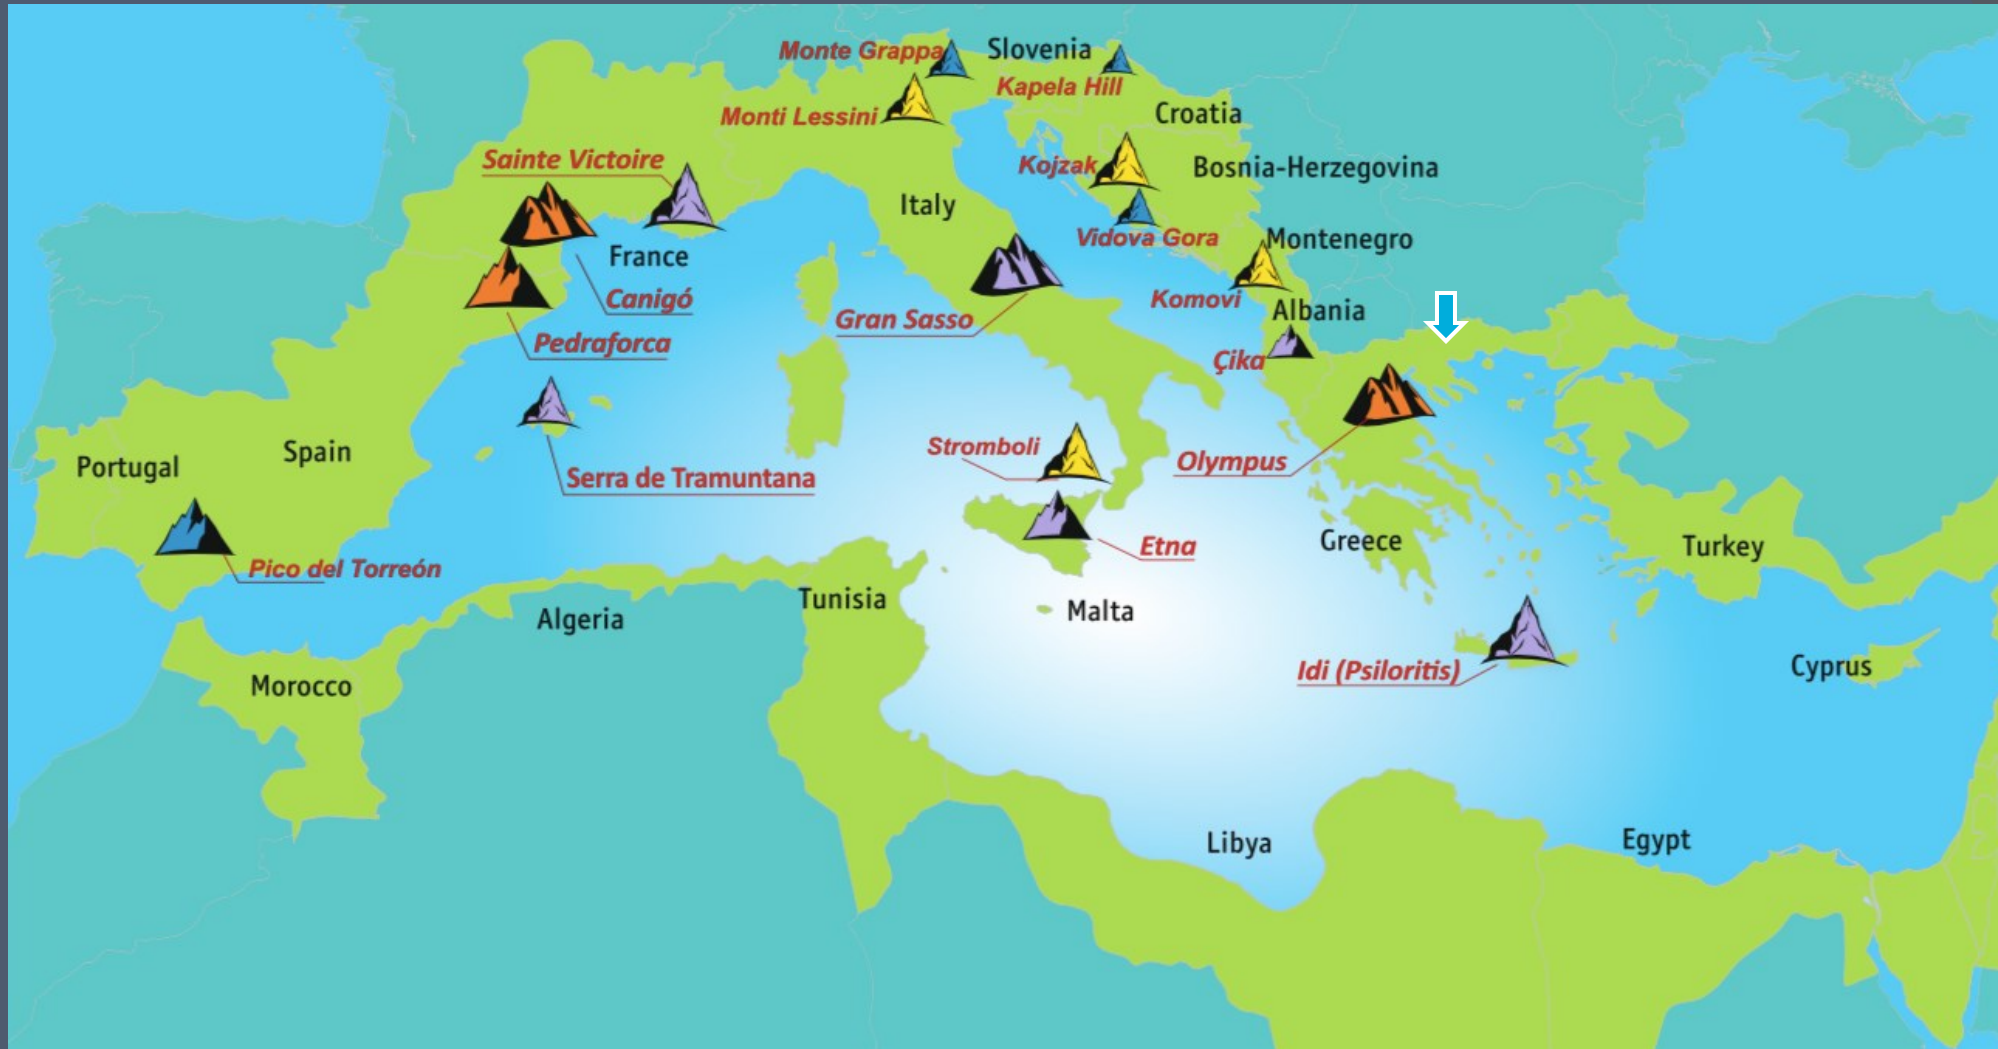 Monte Grappa
Slovenia
Kapela Hill
Monti Lessini
Croatia
Sainte Victoire
Kojzak
Bosnia-Herzegovina
Italy
Vidova Gora
Montenegro
France
Canigó
Komovi
Albania
Gran Sasso
Pedraforca
Çika
Stromboli
Olympus
Spain
Portugal
Serra de Tramuntana
Etna
Greece
Turkey
Pico del Torreón
Tunisia
Algeria
Malta
Idi (Psiloritis)
Cyprus
Morocco
Libya
Egypt